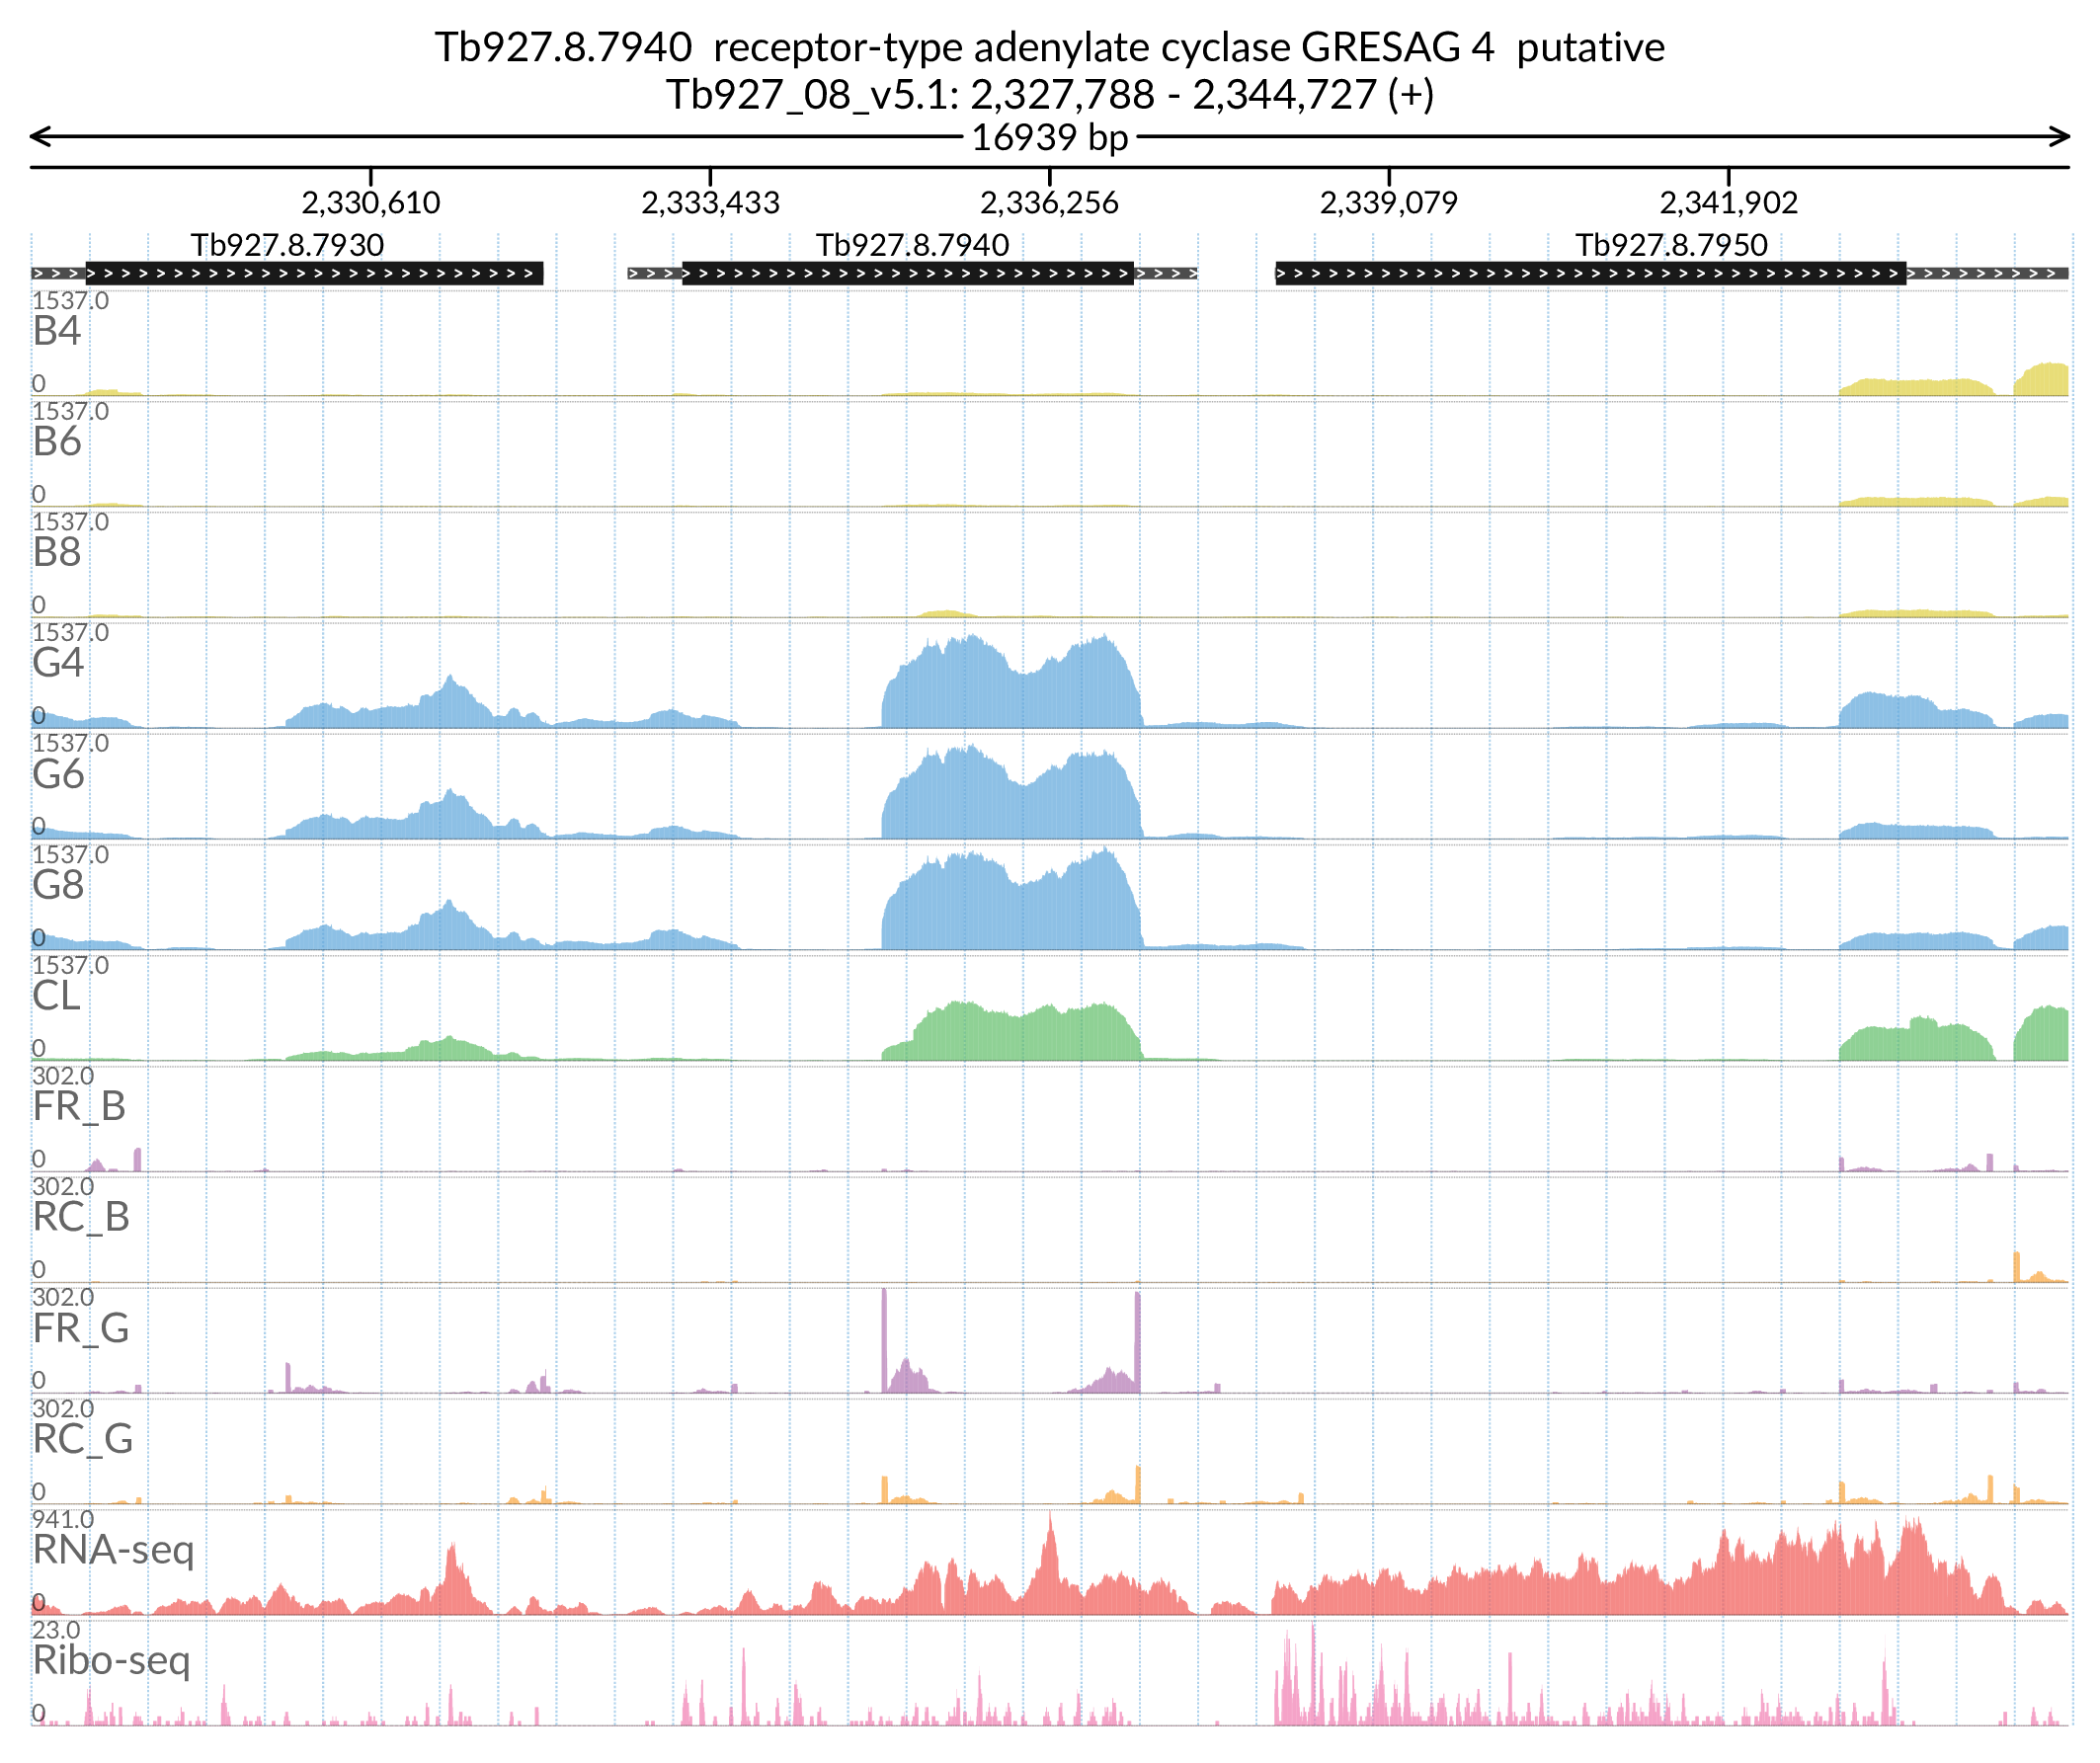 Tb927.8.7940 receptor-type adenylate cyclase GRESAG 4 putative
Tb927_08_v5.1: 2,327,788 - 2,344,727 (+)
16939 bp
2,330,610 2,333,433 2,336,256 2,339,079 2,341,902
Tb927.8.7930 Tb927.8.7940 Tb927.8.7950
1537.0
B4
0
1537.0
B6
0
1537.0
B8
0
1537.0
G4
0
1537.0
G6
0
1537.0
G8
0
1537.0
CL
0
302.0
FR_B
0
302.0
RC_B
0
302.0
FR_G
0
302.0
RC_G
0
941.0
RNA-seq
0
23.0
Ribo-seq
0